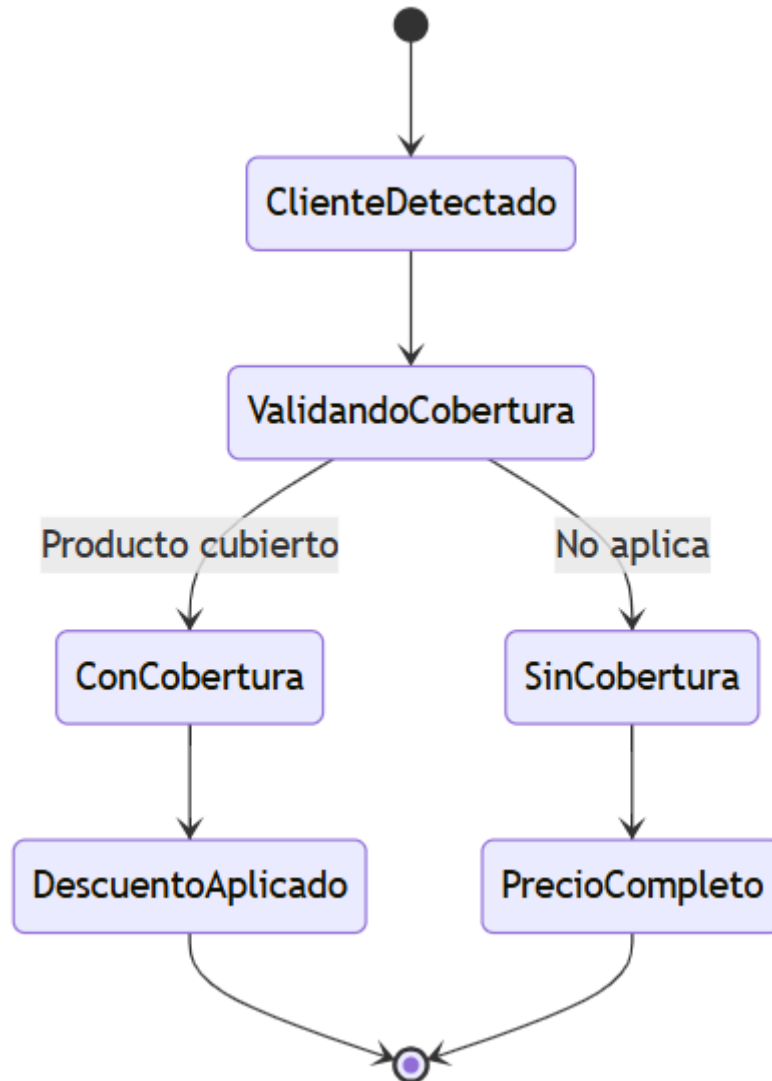 ClienteDetectado
ValidandoCobertura
Producto cubierto
No aplica
ConCobertura
SinCobertura
DescuentoAplicado
PrecioCompleto